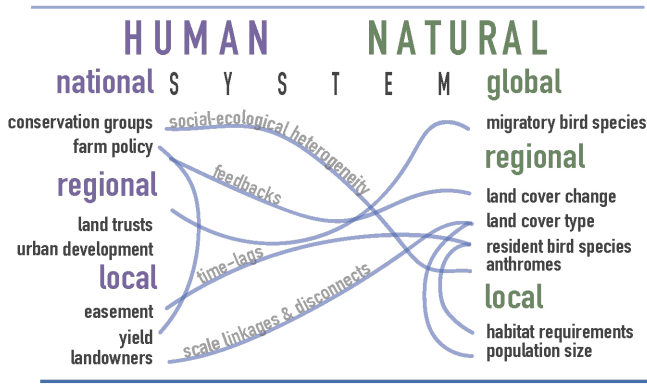 HUMAN NATURAL
national SYSTEM global
conservation groups
farm policy
regional
land trusts
urban development
local
easement
yield
landowners
social-ecological heterogeneity
feedbacks
time-lags
scale linkages & disconnects
migratory bird species
regional
land cover change
land cover type
resident bird species
anthromes
local
habitat requirements
population size